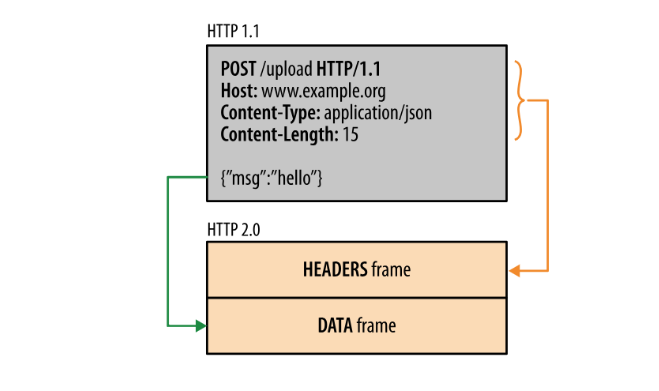 HTTP 1.1
POST /upload HTTP/1.1
Host: www.example.org
Content-Type: application/json
Content-Length: 15
{”msg”:”hello”}
HTTP 2.0
HEADERS frame
DATA frame